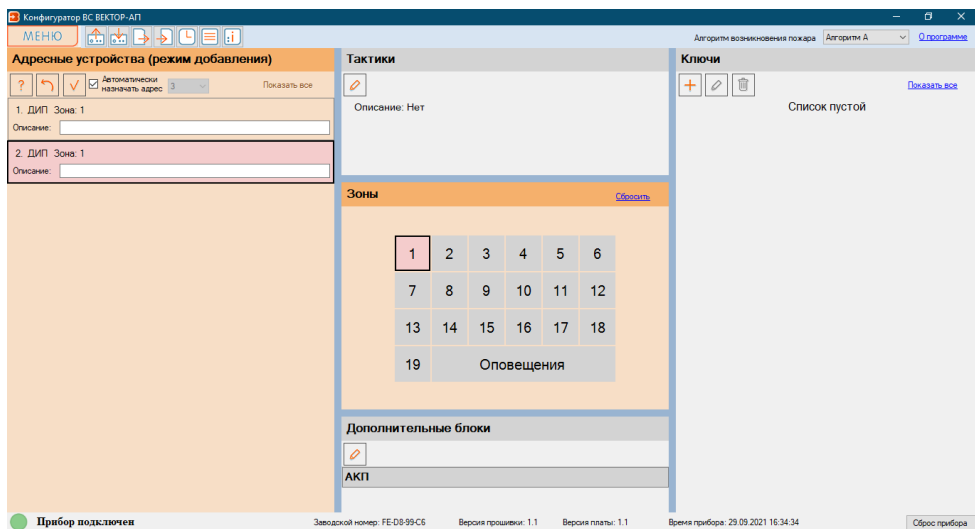 Конфигуратор ВС ВЕКТОР-АП
МЕНЮ
Алгоритм возникновения пожара Алгоритм А О программе
Адресные устройства (режим добавления)
? Автоматически назначать адрес 3 Показать все
1. ДИП Зона: 1
Описание:
2. ДИП Зона: 1
Описание:
Тактики
Описание: Нет
Зоны Сбросить
1 2 3 4 5 6
7 8 9 10 11 12
13 14 15 16 17 18
19 Оповещения
Дополнительные блоки
АКП
Ключи
Показать все
Список пустой
Прибор подключен Заводской номер: FE-D8-99-C6 Версия прошивки: 1.1 Версия платы: 1.1 Время прибора: 29.09.2021 16:34:34 Сброс прибора